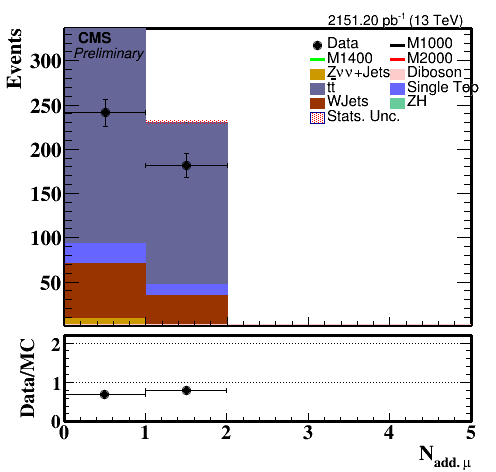 2151.20 pb⁻¹ (13 TeV)
CMS
Preliminary
Data
M1000
M1400
M2000
Zνν+Jets
Diboson
tt̄
Single Top
WJets
ZH
Stats. Unc.
Events
300
250
200
150
100
50
Data/MC
2
1
0
0 1 2 3 4 5
N_add. μ